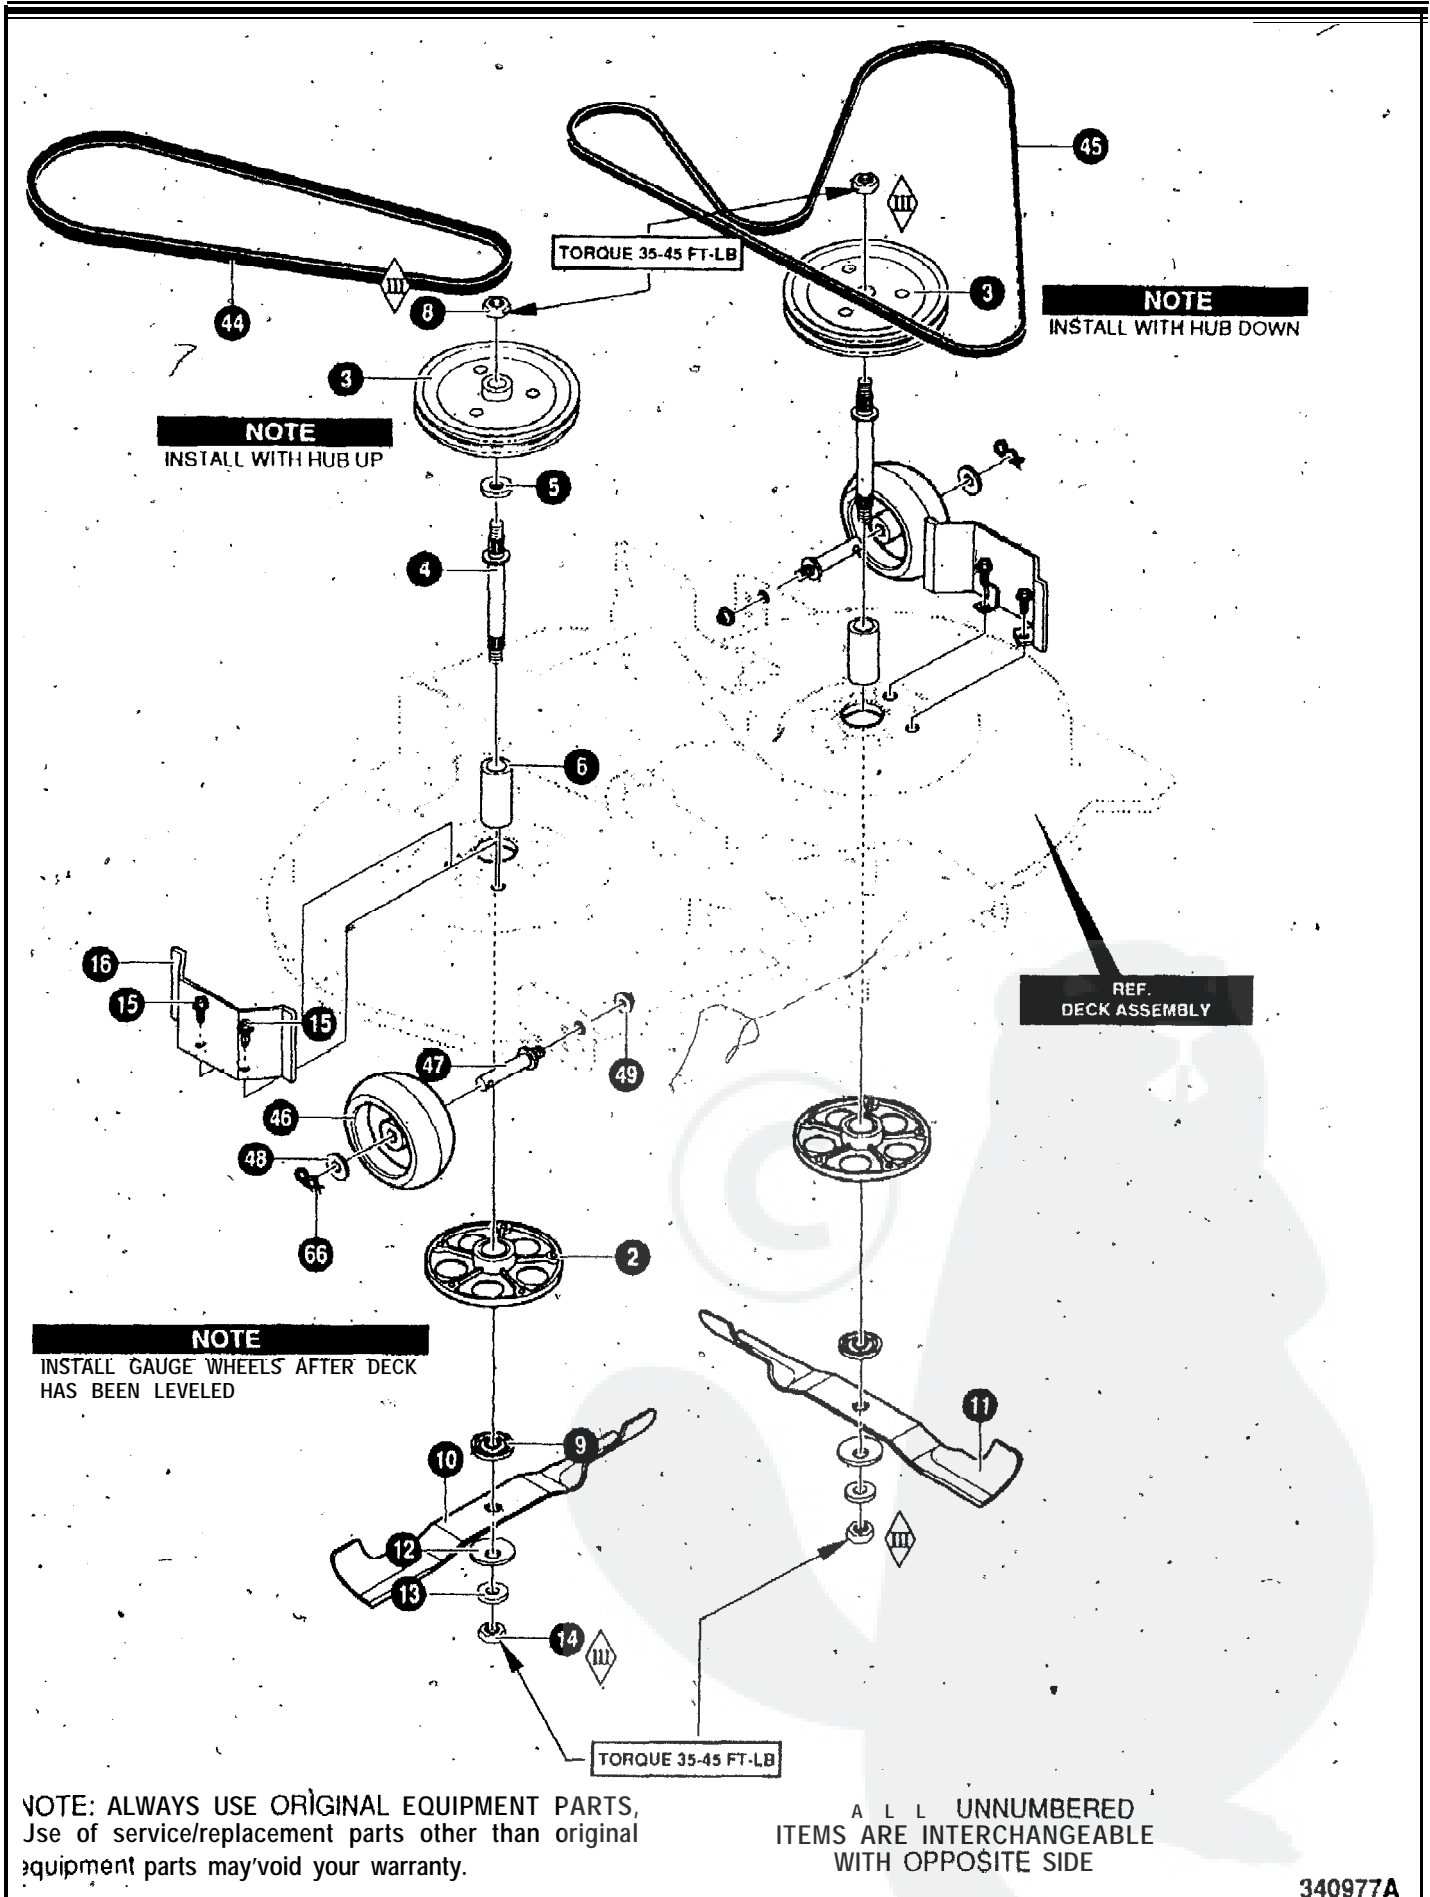 45
TORQUE 35-45 FT-LB
III
III
44
8
3
NOTE
INSTALL WITH HUB DOWN
3
NOTE
INSTALL WITH HUB UP
5
4
6
16
15
15
REF.
DECK ASSEMBLY
47
49
46
48
66
2
NOTE
INSTALL GAUGE WHEELS AFTER DECK
HAS BEEN LEVELED
11
9
10
12
III
13
14
III
TORQUE 35-45 FT-LB
NOTE: ALWAYS USE ORIGINAL EQUIPMENT PARTS,
Use of service/replacement parts other than original
equipment parts may'void your warranty.
A L L UNNUMBERED
ITEMS ARE INTERCHANGEABLE
WITH OPPOSITE SIDE
340977A
©